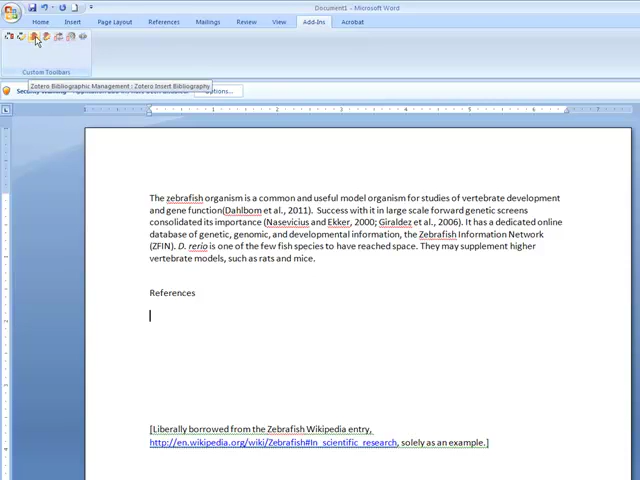 Document1 - Microsoft Word
Home Insert Page Layout References Mailings Review View Add-Ins Acrobat
Custom Toolbars
Zotero Bibliographic Management : Zotero Insert Bibliography
Security Warning
Options...
The zebrafish organism is a common and useful model organism for studies of vertebrate development
and gene function(Dahlbom et al., 2011).  Success with it in large scale forward genetic screens
consolidated its importance (Nasevicius and Ekker, 2000; Giraldez et al., 2006). It has a dedicated online
database of genetic, genomic, and developmental information, the Zebrafish Information Network
(ZFIN). D. rerio is one of the few fish species to have reached space. They may supplement higher
vertebrate models, such as rats and mice.
References
[Liberally borrowed from the Zebrafish Wikipedia entry,
http://en.wikipedia.org/wiki/Zebrafish#In_scientific_research, solely as an example.]